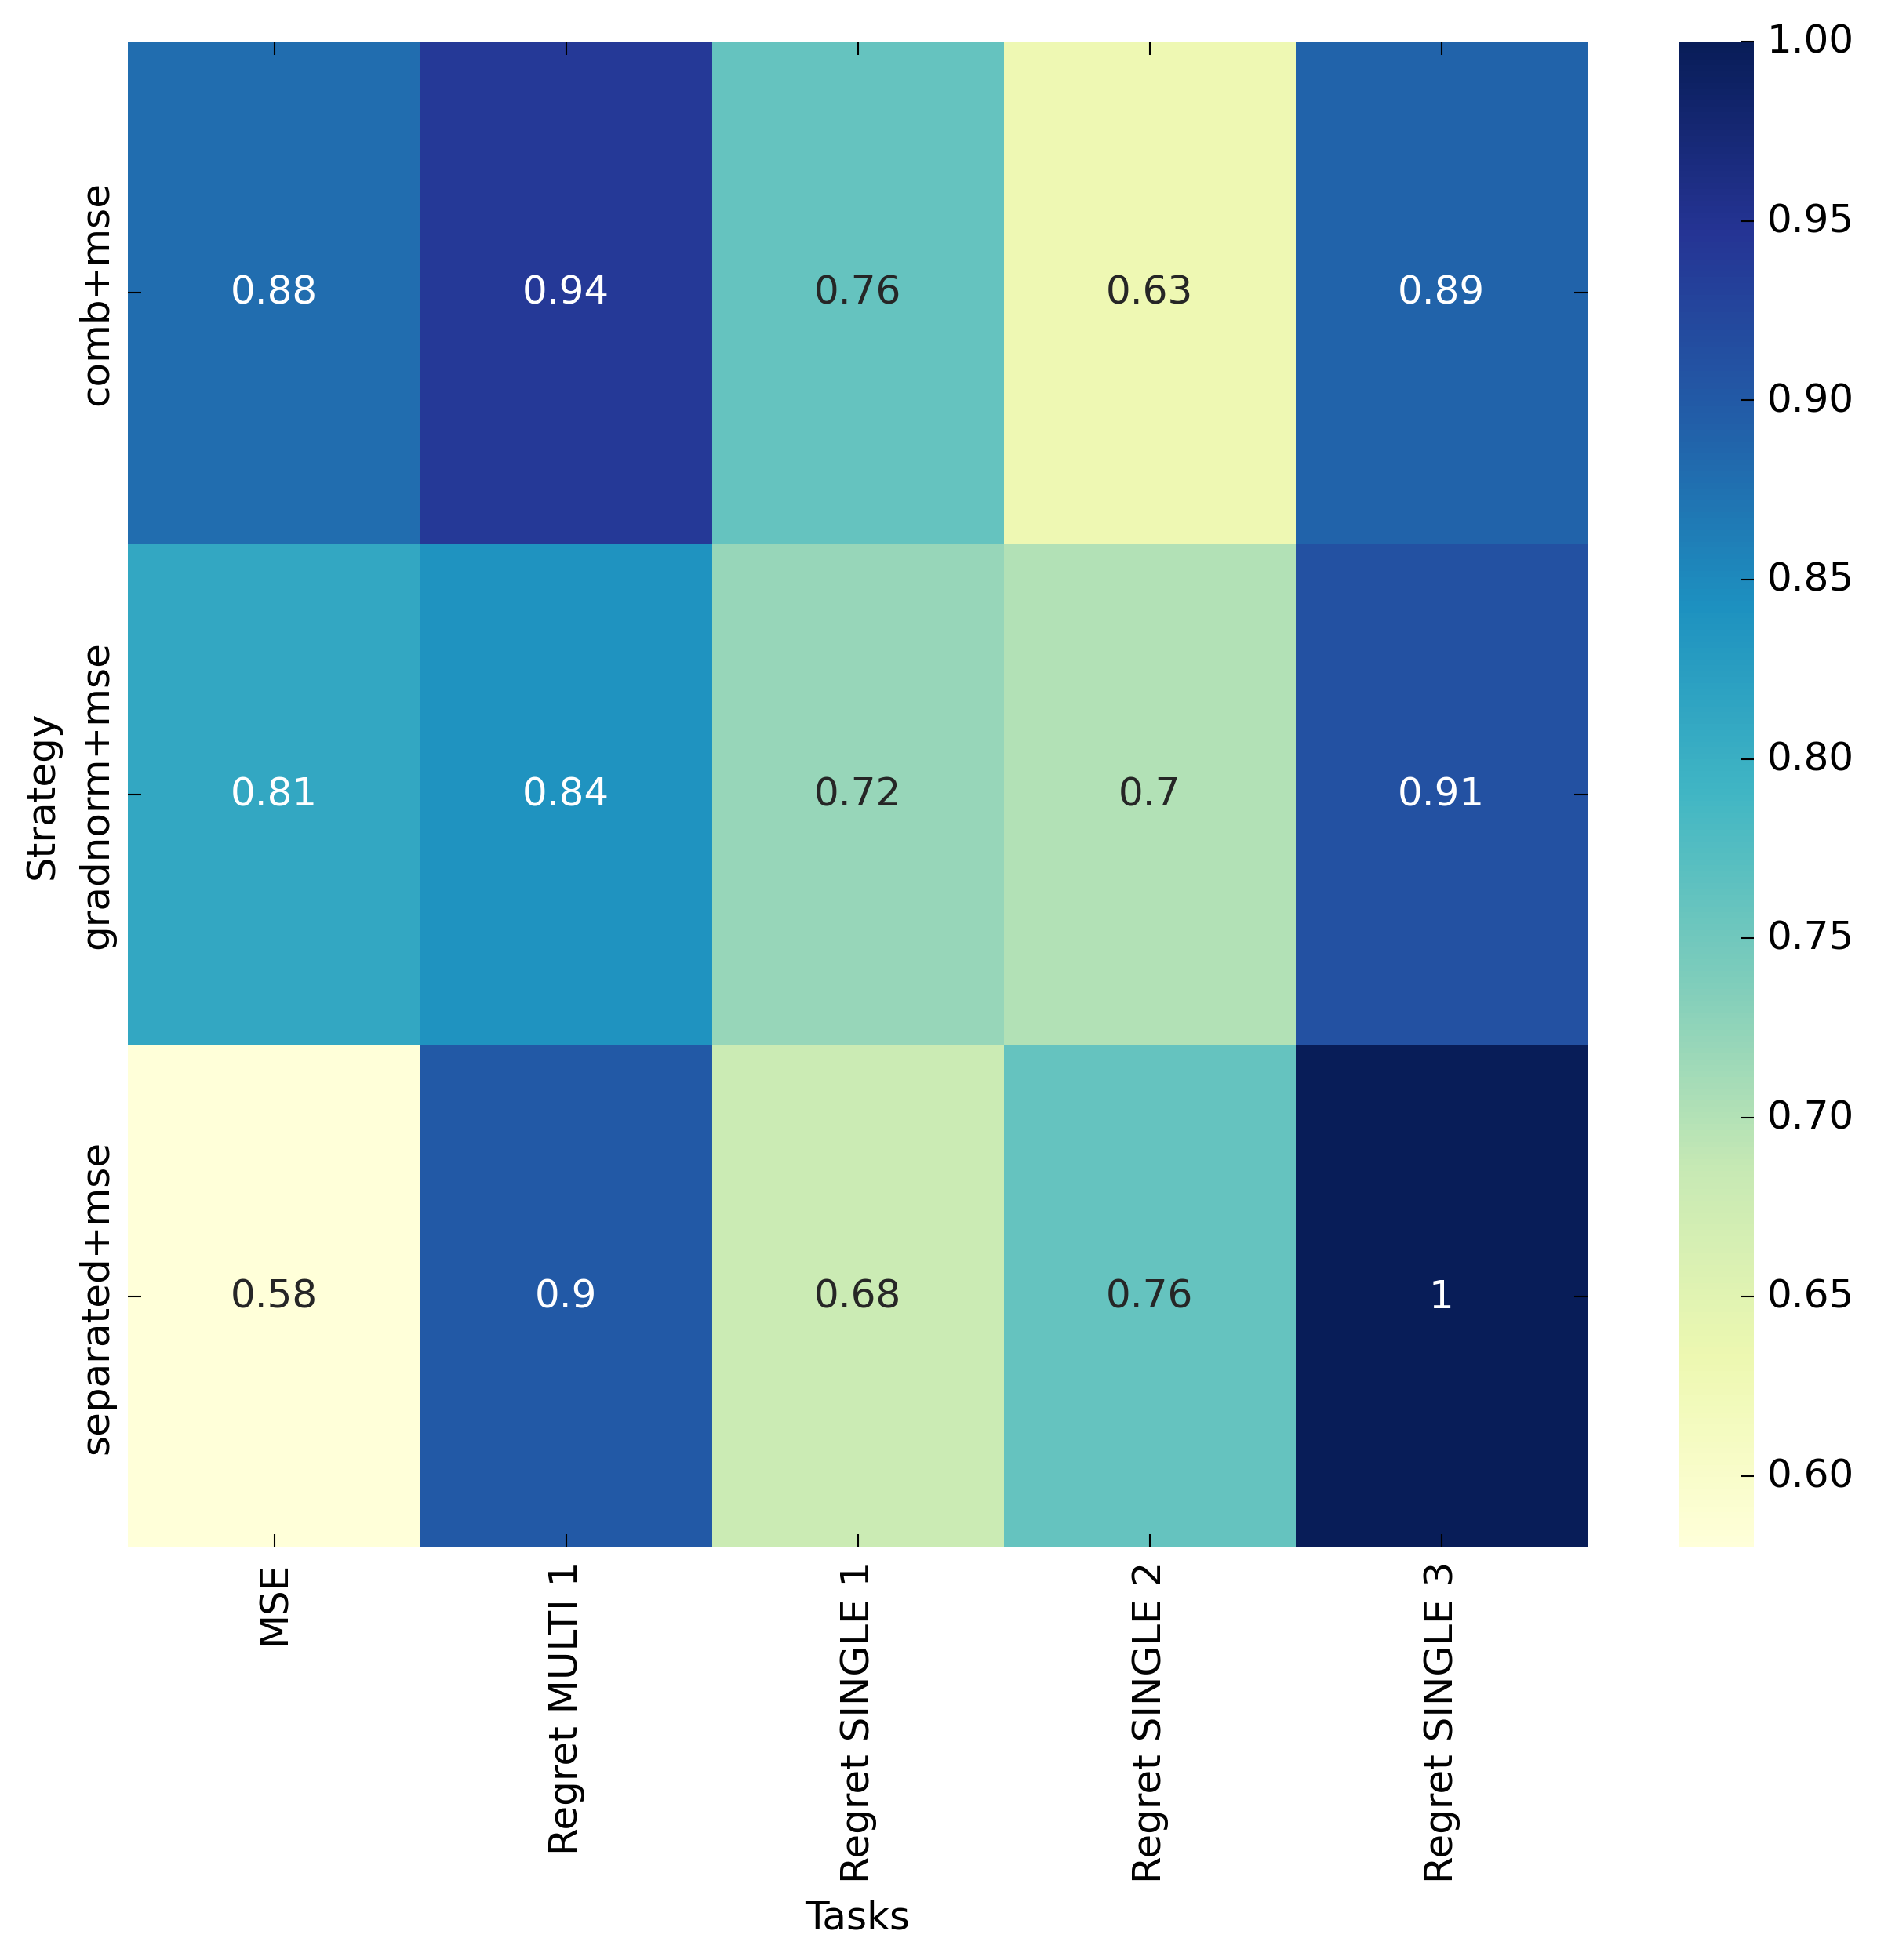 Strategy
comb+mse
0.88 0.94 0.76 0.63 0.89
gradnorm+mse
0.81 0.84 0.72 0.7 0.91
separated+mse
0.58 0.9 0.68 0.76 1
MSE
Regret MULTI 1
Regret SINGLE 1
Regret SINGLE 2
Regret SINGLE 3
Tasks
1.00
0.95
0.90
0.85
0.80
0.75
0.70
0.65
0.60